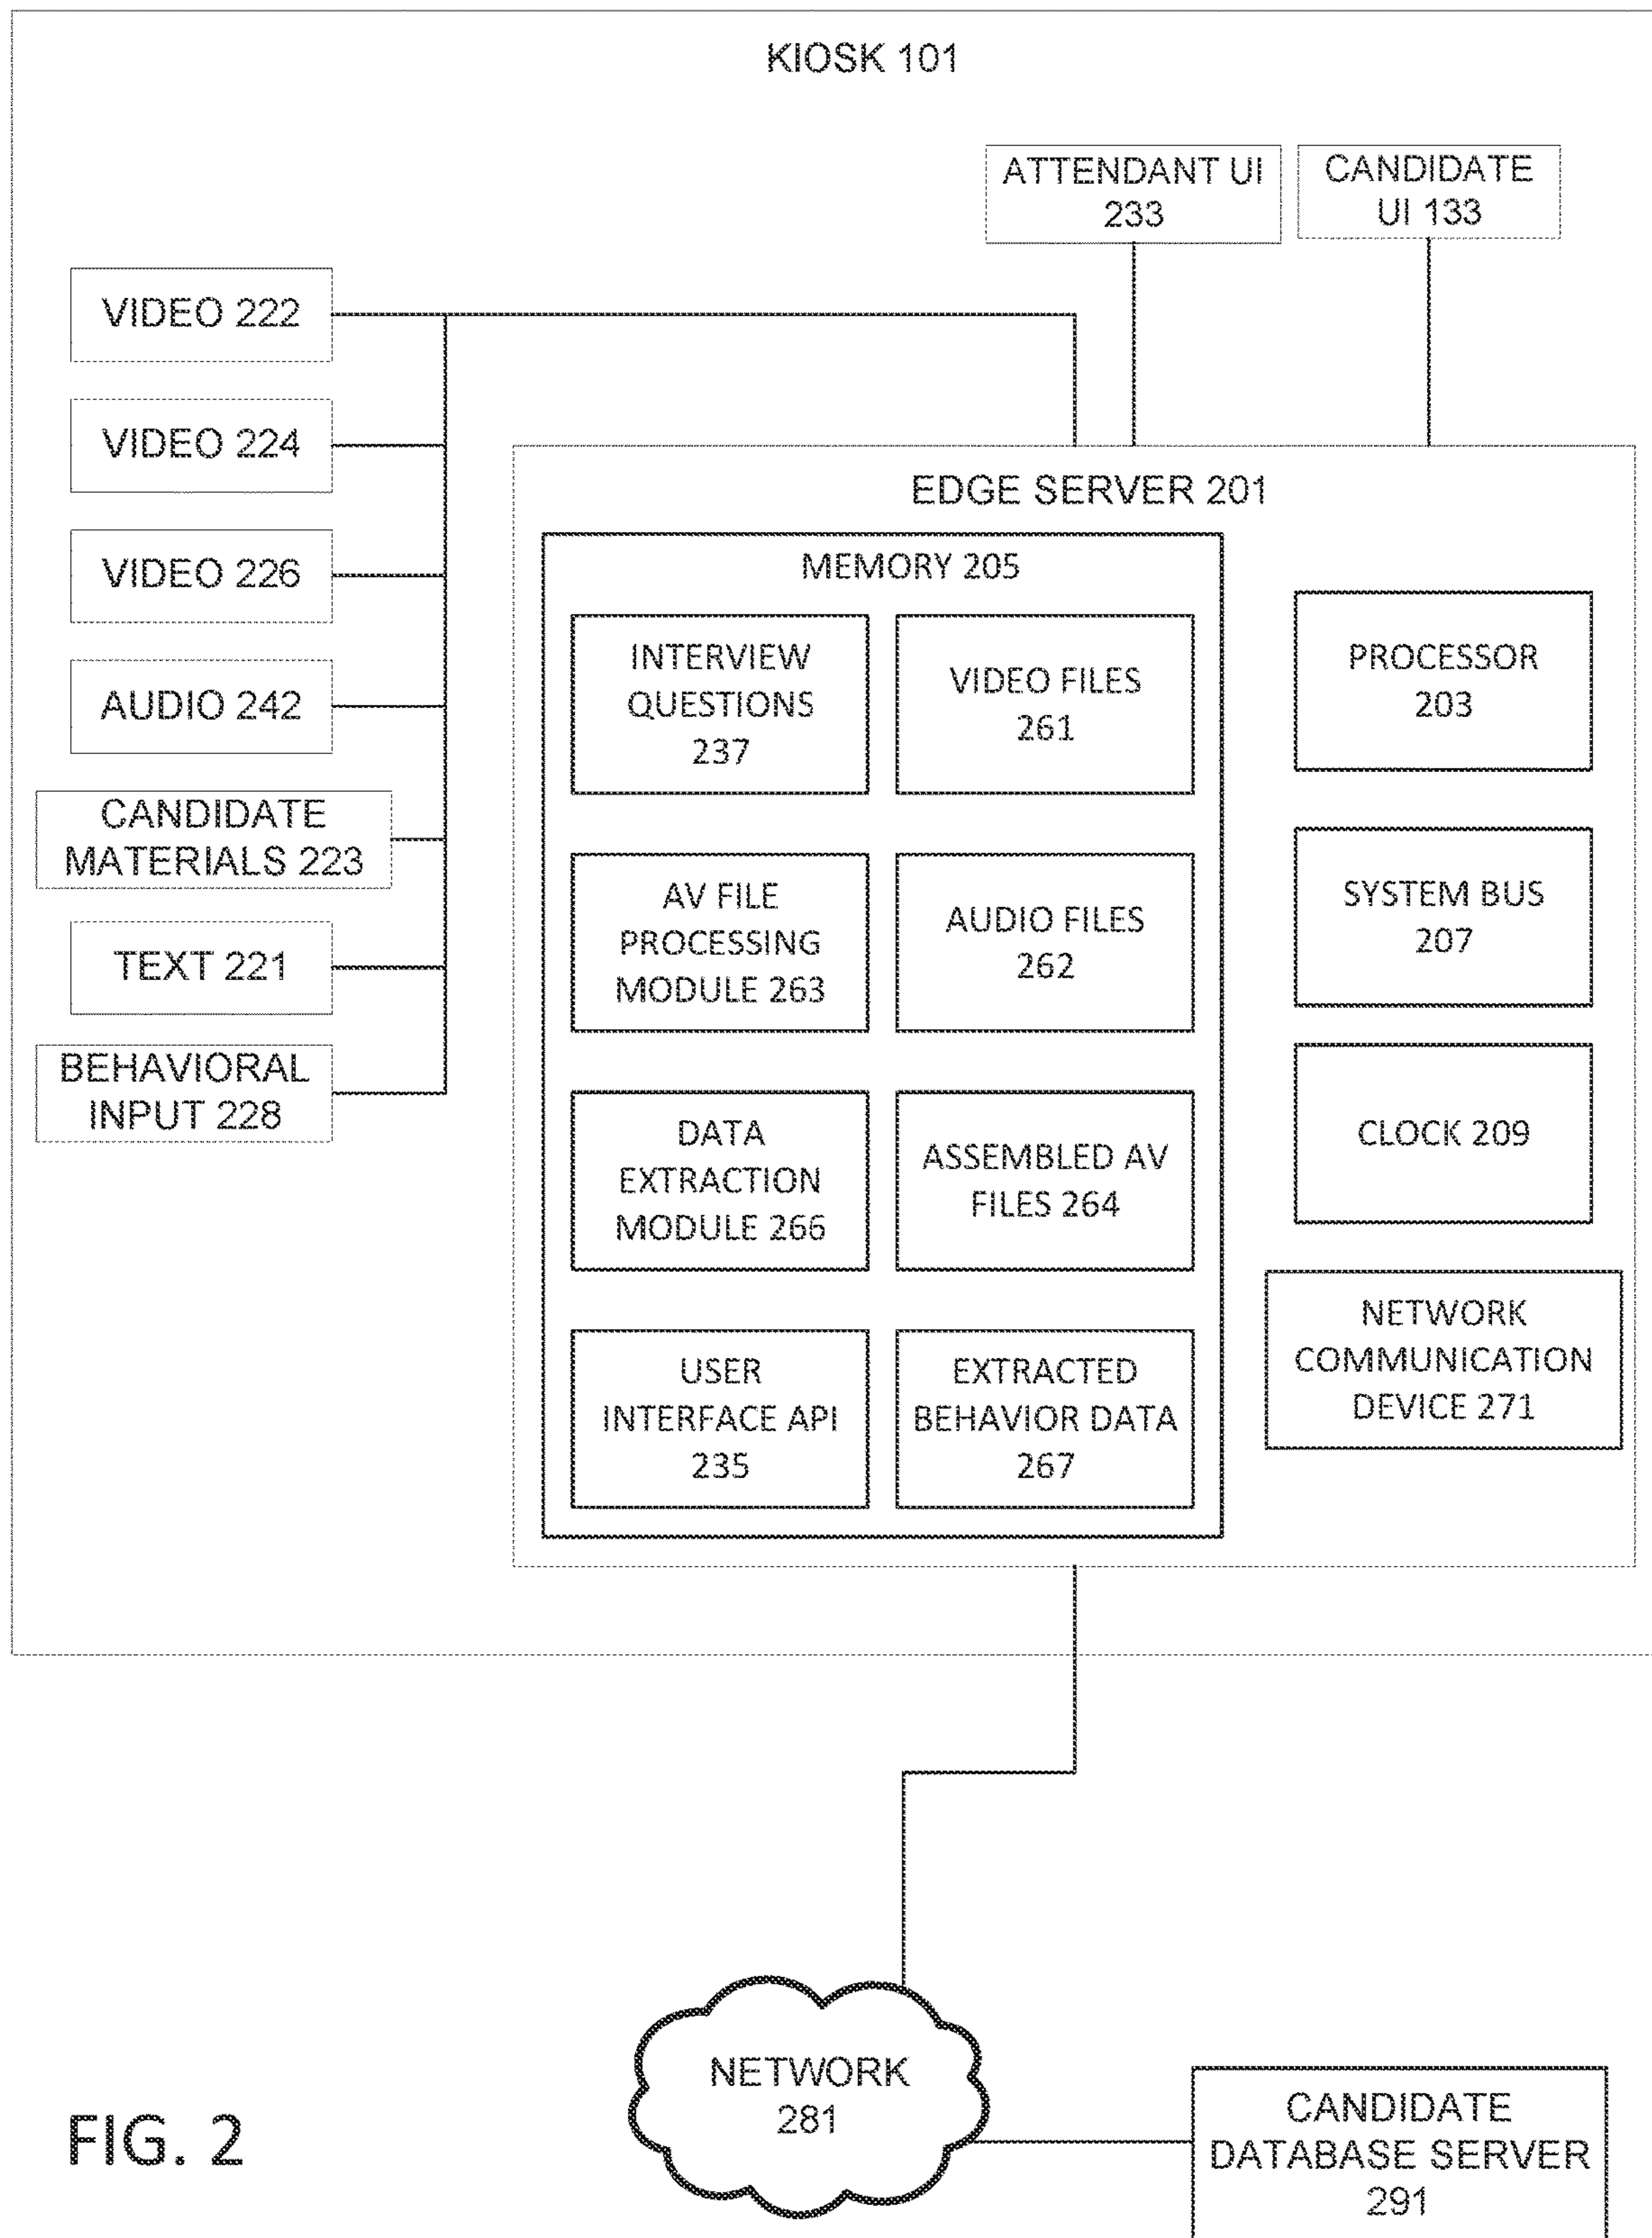 KIOSK 101
ATTENDANT UI
233
CANDIDATE
UI 133
VIDEO 222
VIDEO 224
VIDEO 226
AUDIO 242
CANDIDATE
MATERIALS 223
TEXT 221
BEHAVIORAL
INPUT 228
EDGE SERVER 201
MEMORY 205
INTERVIEW
QUESTIONS
237
VIDEO FILES
261
AV FILE
PROCESSING
MODULE 263
AUDIO FILES
262
DATA
EXTRACTION
MODULE 266
ASSEMBLED AV
FILES 264
USER
INTERFACE API
235
EXTRACTED
BEHAVIOR DATA
267
PROCESSOR
203
SYSTEM BUS
207
CLOCK 209
NETWORK
COMMUNICATION
DEVICE 271
NETWORK
281
CANDIDATE
DATABASE SERVER
291
FIG. 2